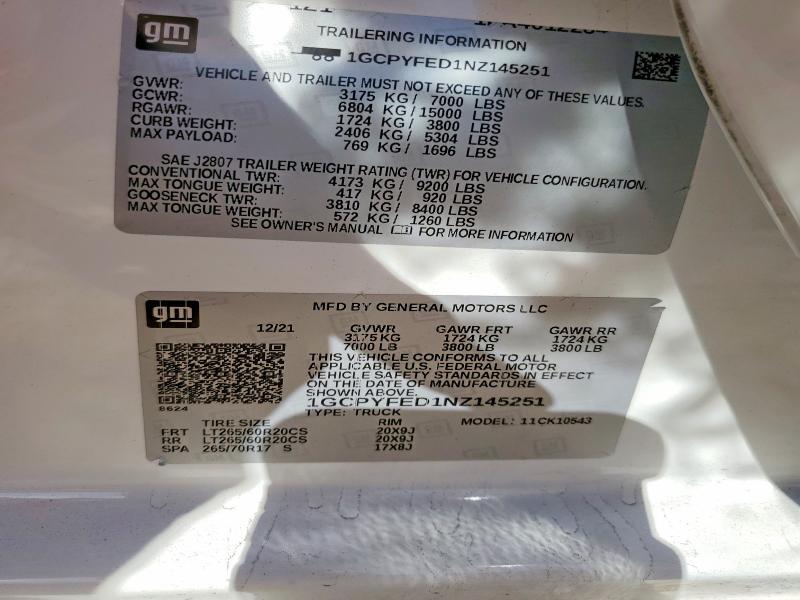 gm
TRAILERING INFORMATION
1GCPYFED1NZ145251
VEHICLE AND TRAILER MUST NOT EXCEED ANY OF THESE VALUES.
GVWR: 3175 KG / 7000 LBS
GCWR: 6804 KG / 15000 LBS
RGAWR: 1724 KG / 3800 LBS
CURB WEIGHT: 2406 KG / 5304 LBS
MAX PAYLOAD: 769 KG / 1696 LBS
SAE J2807 TRAILER WEIGHT RATING (TWR) FOR VEHICLE CONFIGURATION.
CONVENTIONAL TWR: 4173 KG / 9200 LBS
MAX TONGUE WEIGHT: 417 KG / 920 LBS
GOOSENECK TWR: 3810 KG / 8400 LBS
MAX TONGUE WEIGHT: 572 KG / 1260 LBS
SEE OWNER'S MANUAL FOR MORE INFORMATION
gm
MFD BY GENERAL MOTORS LLC
12/21 GVWR GAWR FRT GAWR RR
3175 KG 1724 KG 1724 KG
7000 LB 3800 LB 3800 LB
THIS VEHICLE CONFORMS TO ALL
APPLICABLE U.S. FEDERAL MOTOR
VEHICLE SAFETY STANDARDS IN EFFECT
ON THE DATE OF MANUFACTURE
SHOWN ABOVE.
1GCPYFED1NZ145251
8624
TYPE: TRUCK
MODEL: 11CK10543
TIRE SIZE RIM
FRT LT265/60R20CS 20X9J
RR LT265/60R20CS 20X9J
SPA 265/70R17 S 17X8J